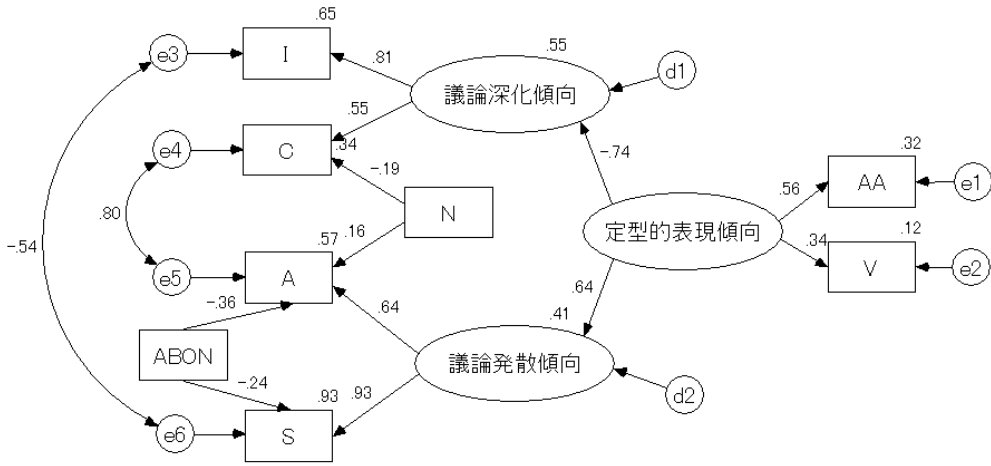 .65
e3
I
.81
.55
議論深化傾向
d1
.55
e4
C
.34
-.19
-.74
.32
AA
e1
.56
N
.80
定型的表現傾向
-.54
.57
.16
.34
.12
V
e2
e5
A
-.36
.64
.64
.41
ABON
議論発散傾向
-.24
.93
.93
d2
e6
S